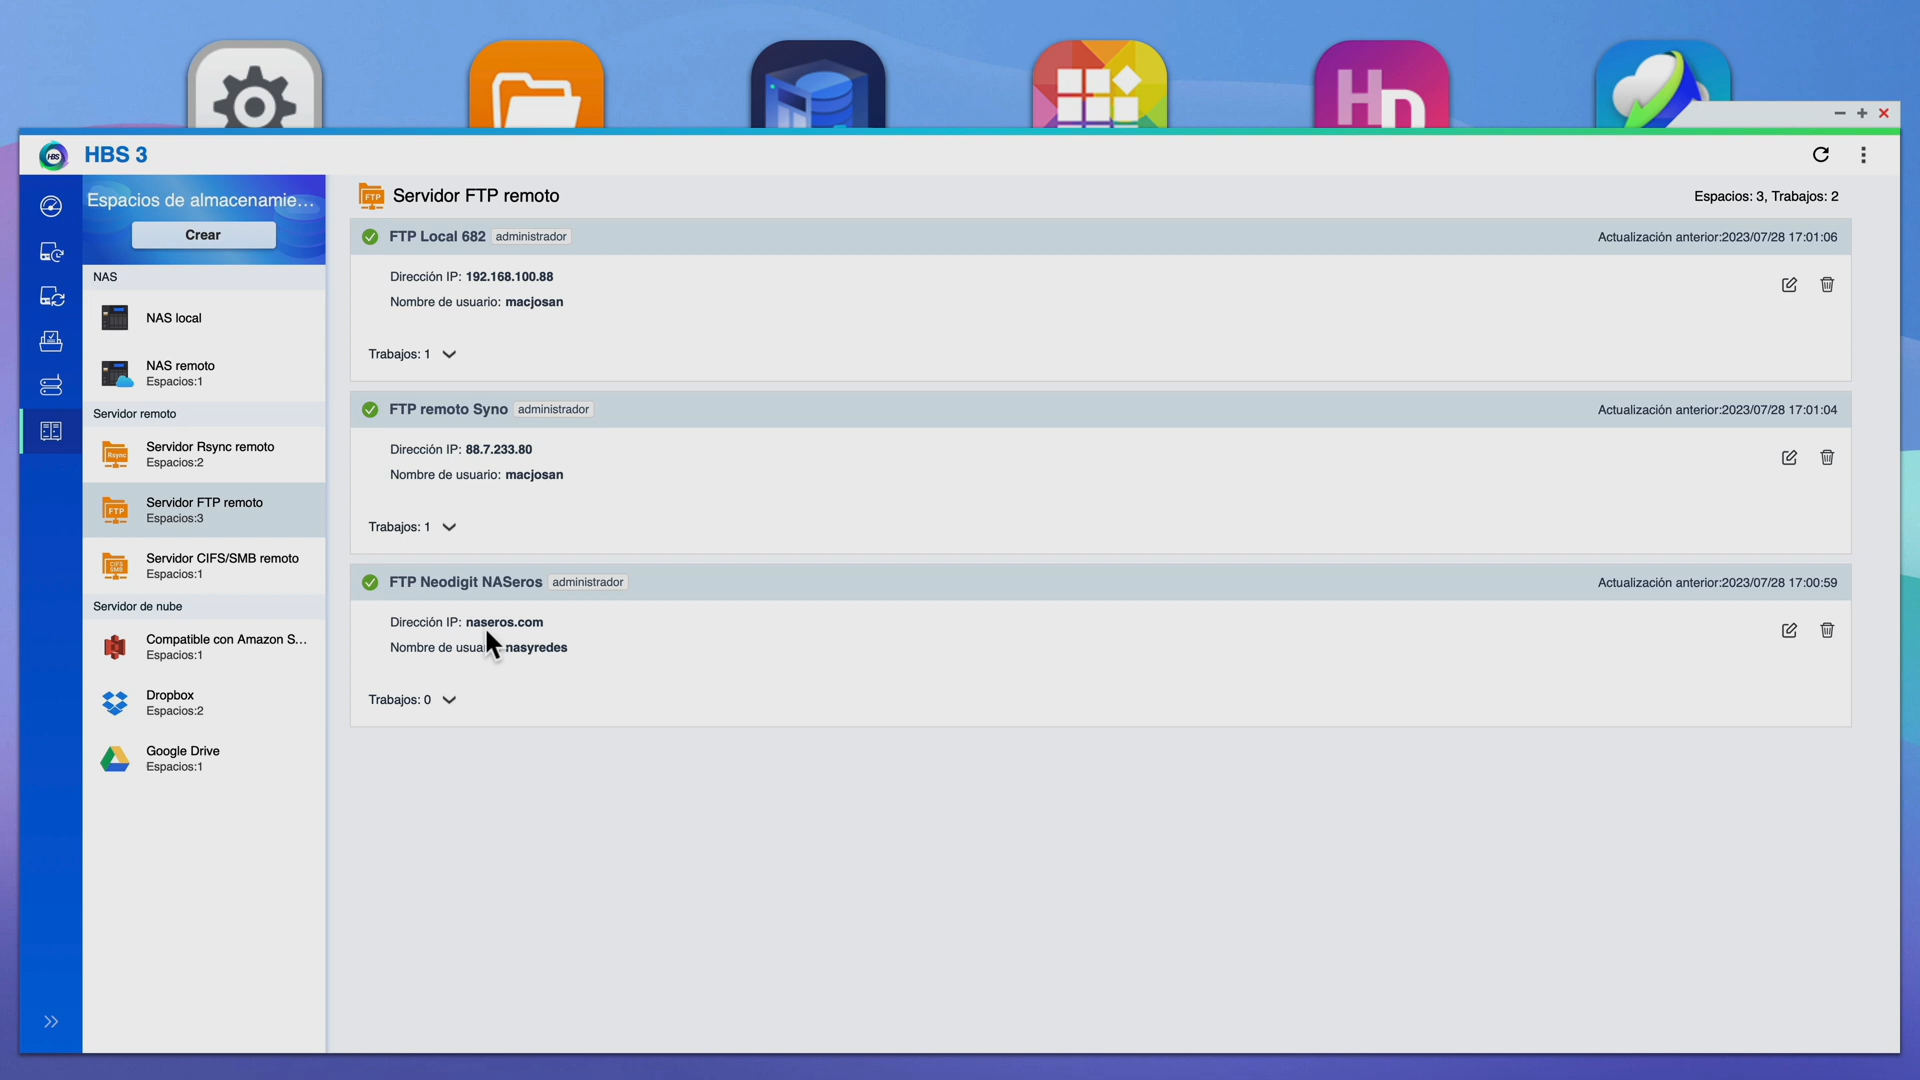 HBS
HBS 3
Espacios de almacenamie...
Crear
NAS
NAS local
NAS remoto
Espacios:1
Servidor remoto
Rsync
Servidor Rsync remoto
Espacios:2
FTP
Servidor FTP remoto
Espacios:3
CIFS
SMB
Servidor CIFS/SMB remoto
Espacios:1
Servidor de nube
Compatible con Amazon S...
Espacios:1
Dropbox
Espacios:2
Google Drive
Espacios:1
FTP
Servidor FTP remoto
Espacios: 3, Trabajos: 2
FTP Local 682 administrador
Actualización anterior:2023/07/28 17:01:06
Dirección IP: 192.168.100.88
Nombre de usuario: macjosan
Trabajos: 1
FTP remoto Syno administrador
Actualización anterior:2023/07/28 17:01:04
Dirección IP: 88.7.233.80
Nombre de usuario: macjosan
Trabajos: 1
FTP Neodigit NASeros administrador
Actualización anterior:2023/07/28 17:00:59
Dirección IP: naseros.com
Nombre de usua nasyredes
Trabajos: 0